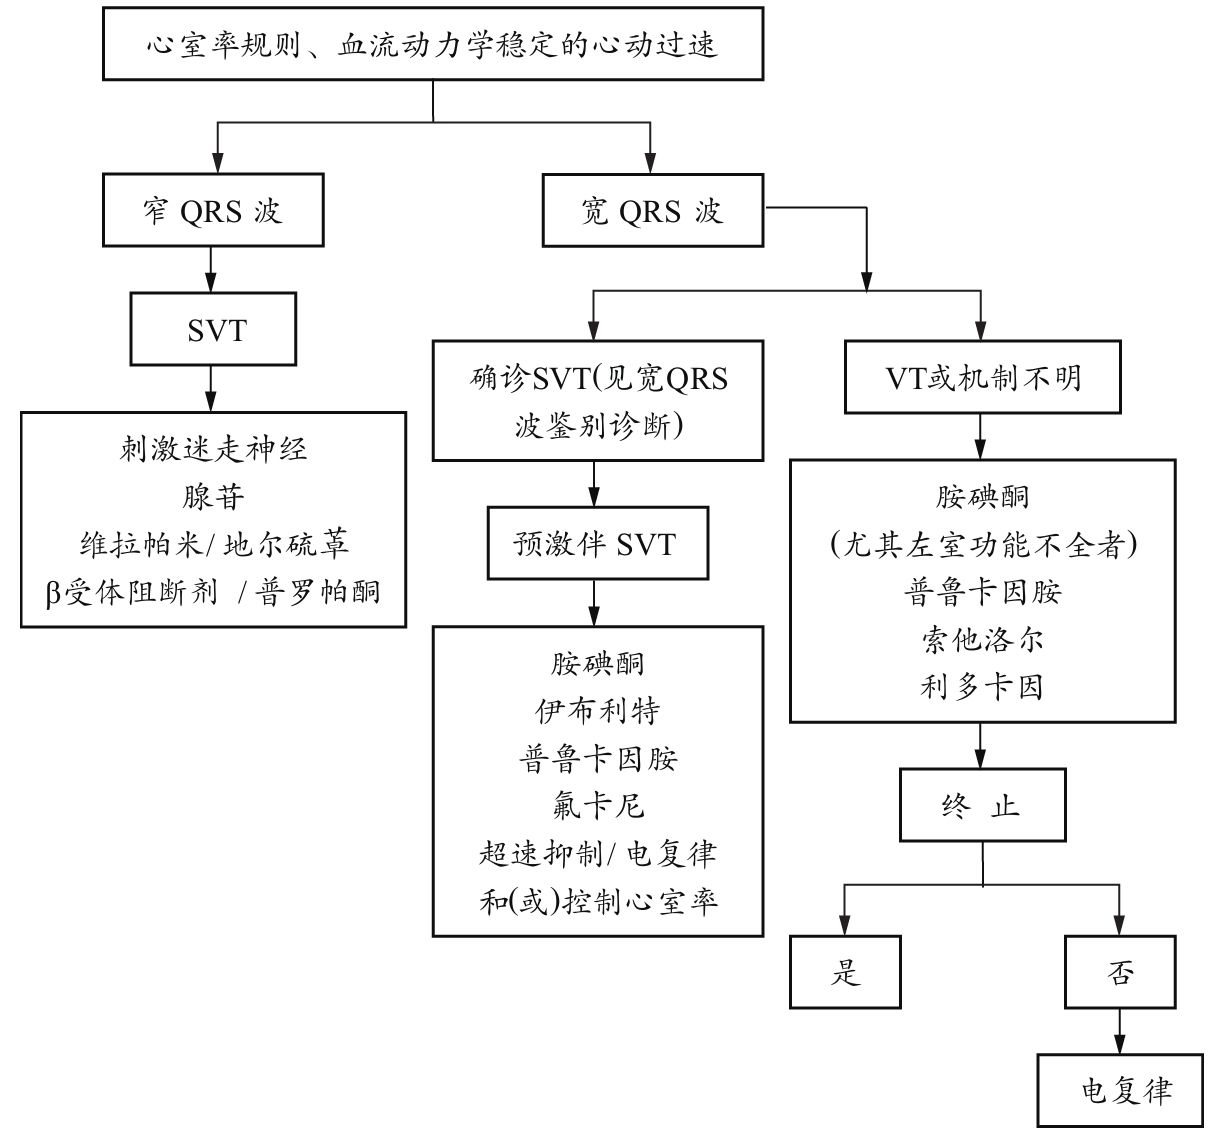 心室率规则、血流动力学稳定的心动过速
窄 QRS 波
宽 QRS 波
SVT
确诊SVT(见宽QRS
波鉴别诊断)
VT或机制不明
刺激迷走神经
腺苷
维拉帕米/ 地尔硫䓬
β受体阻断剂 / 普罗帕酮
预激伴 SVT
胺碘酮
伊布利特
普鲁卡因胺
氟卡尼
超速抑制/ 电复律
和(或)控制心室率
胺碘酮
(尤其左室功能不全者)
普鲁卡因胺
索他洛尔
利多卡因
终 止
是
否
电复律